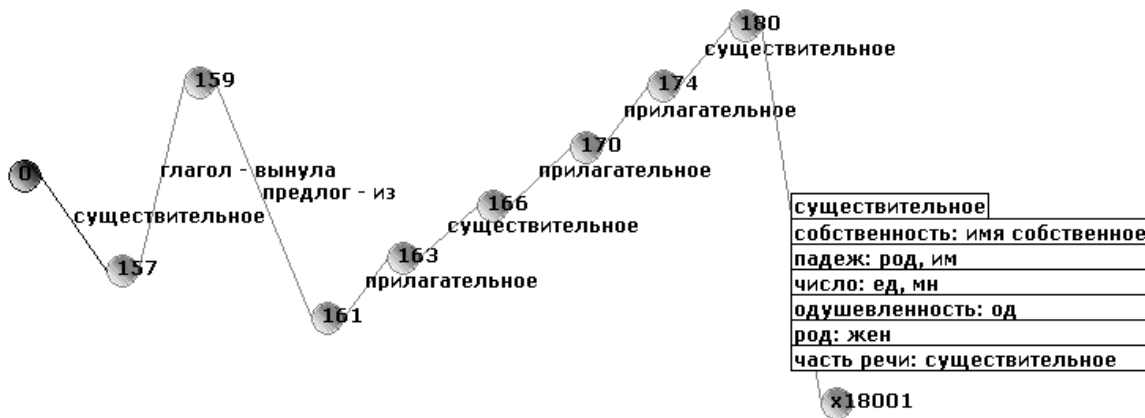 180
существительное
159
174
прилагательное
170
0
глагол - вынула
прилагательное
предлог - из
166
существительное
существительное
существительное
собственность: имя собственное
157
163
падеж: род, им
прилагательное
число: ед, мн
161
одушевленность: од
род: жен
часть речи: существительное
x18001